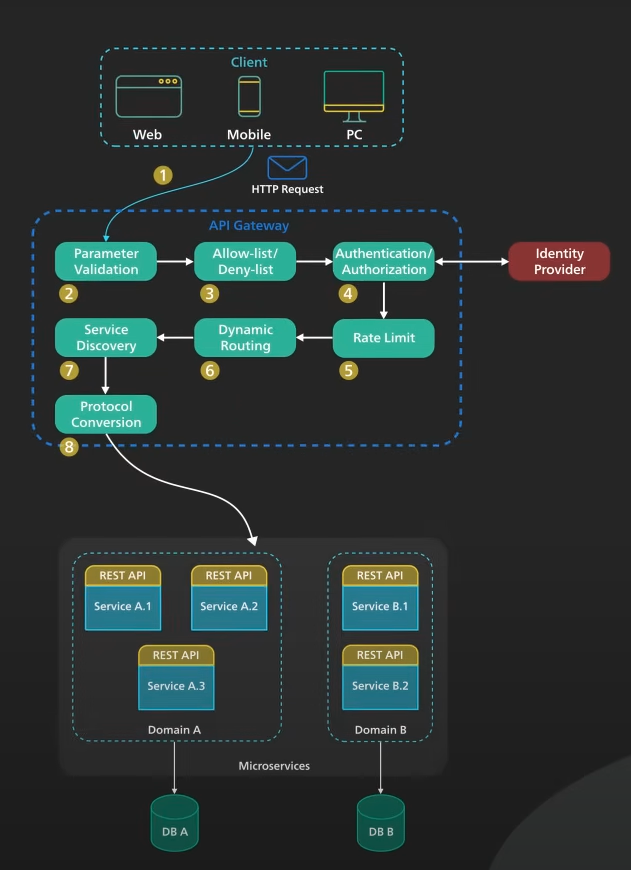 Client
Web
Mobile
PC
1
HTTP Request
API Gateway
Parameter
Validation
2
Allow-list/
Deny-list
3
Authentication/
Authorization
4
Identity
Provider
Rate Limit
5
Dynamic
Routing
6
Service
Discovery
7
Protocol
Conversion
8
REST API
Service A.1
REST API
Service A.2
REST API
Service A.3
Domain A
REST API
Service B.1
REST API
Service B.2
Domain B
Microservices
DB A
DB B